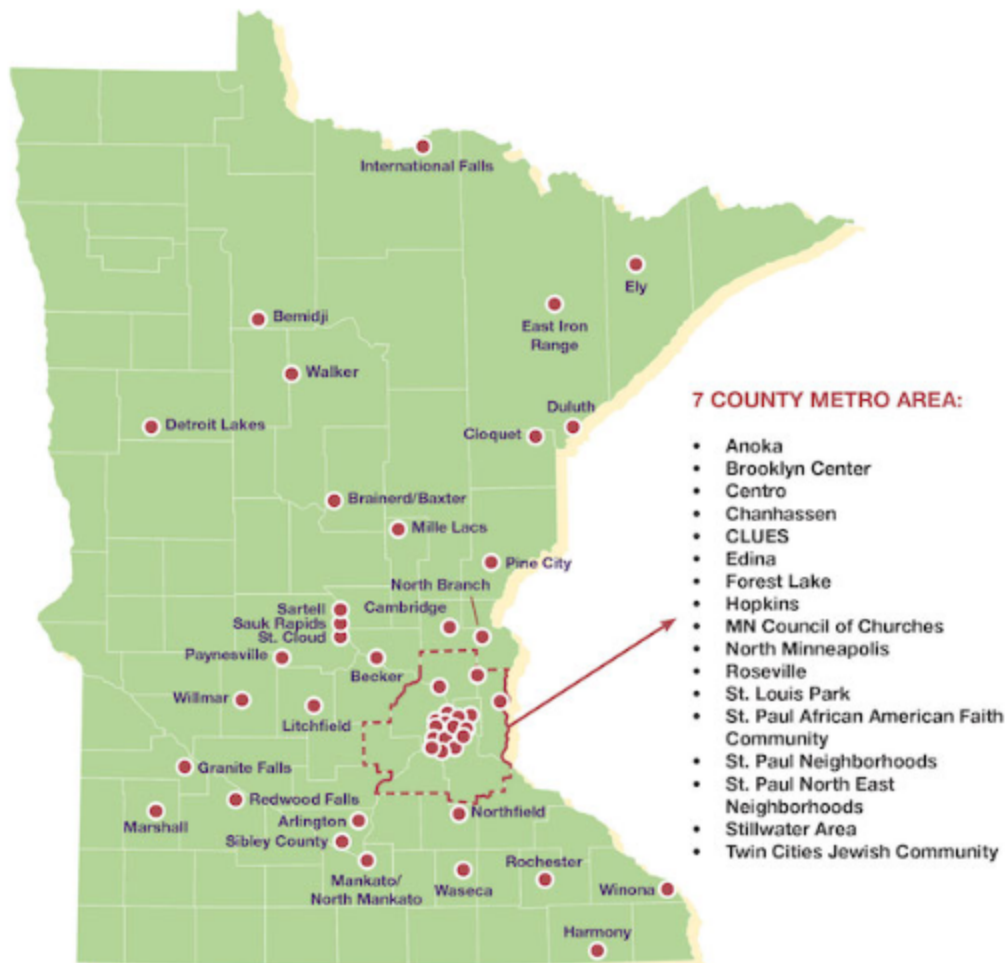 International Falls
Ely
East Iron
Range
Bemidji
Walker
Detroit Lakes
Duluth
Cloquet
Brainerd/Baxter
Mille Lacs
Pine City
North Branch
Cambridge
Sartell
Sauk Rapids
St. Cloud
Paynesville
Becker
Willmar
Litchfield
Granite Falls
Redwood Falls
Marshall
Arlington
Sibley County
Northfield
Mankato/
North Mankato
Waseca
Rochester
Winona
Harmony
7 COUNTY METRO AREA:
• Anoka
• Brooklyn Center
• Centro
• Chanhassen
• CLUES
• Edina
• Forest Lake
• Hopkins
• MN Council of Churches
• North Minneapolis
• Roseville
• St. Louis Park
• St. Paul African American Faith
Community
• St. Paul Neighborhoods
• St. Paul North East
Neighborhoods
• Stillwater Area
• Twin Cities Jewish Community